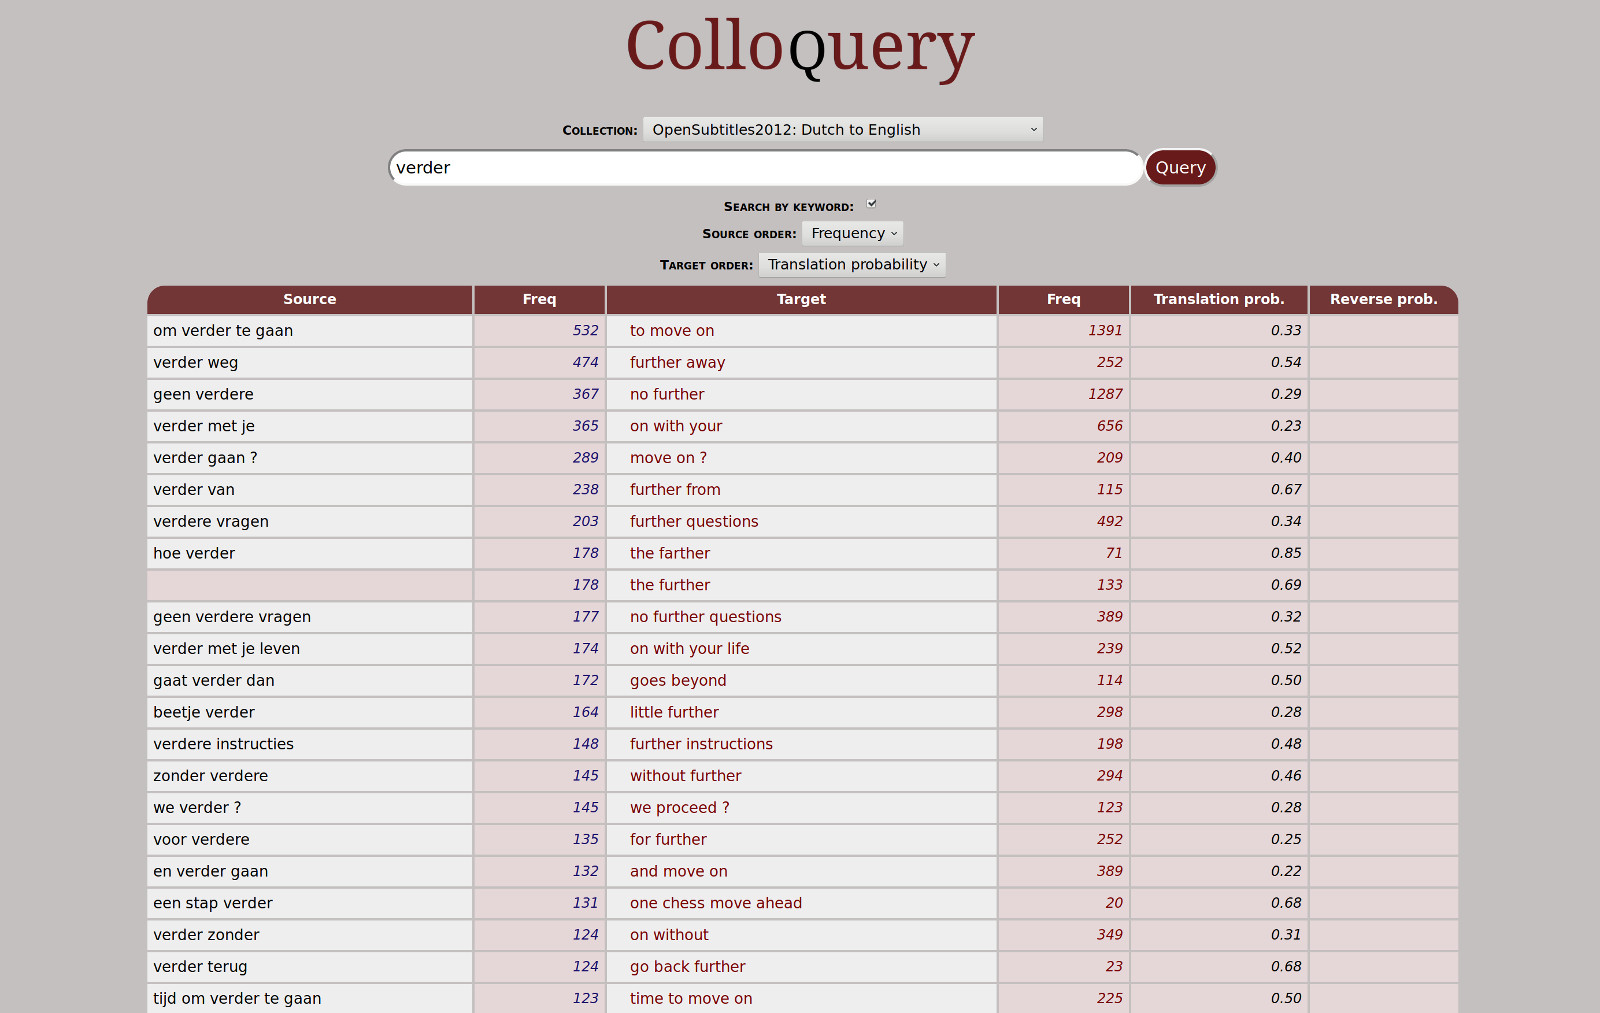 ColloQuery
Collection: OpenSubtitles2012: Dutch to English
verder Query
Search by keyword:
Source order: Frequency
Target order: Translation probability
Source Freq Target Freq Translation prob. Reverse prob.
om verder te gaan 532 to move on 1391 0.33
verder weg 474 further away 252 0.54
geen verdere 367 no further 1287 0.29
verder met je 365 on with your 656 0.23
verder gaan ? 289 move on ? 209 0.40
verder van 238 further from 115 0.67
verdere vragen 203 further questions 492 0.34
hoe verder 178 the farther 71 0.85
178 the further 133 0.69
geen verdere vragen 177 no further questions 389 0.32
verder met je leven 174 on with your life 239 0.52
gaat verder dan 172 goes beyond 114 0.50
beetje verder 164 little further 298 0.28
verdere instructies 148 further instructions 198 0.48
zonder verdere 145 without further 294 0.46
we verder ? 145 we proceed ? 123 0.28
voor verdere 135 for further 252 0.25
en verder gaan 132 and move on 389 0.22
een stap verder 131 one chess move ahead 20 0.68
verder zonder 124 on without 349 0.31
verder terug 124 go back further 23 0.68
tijd om verder te gaan 123 time to move on 225 0.50